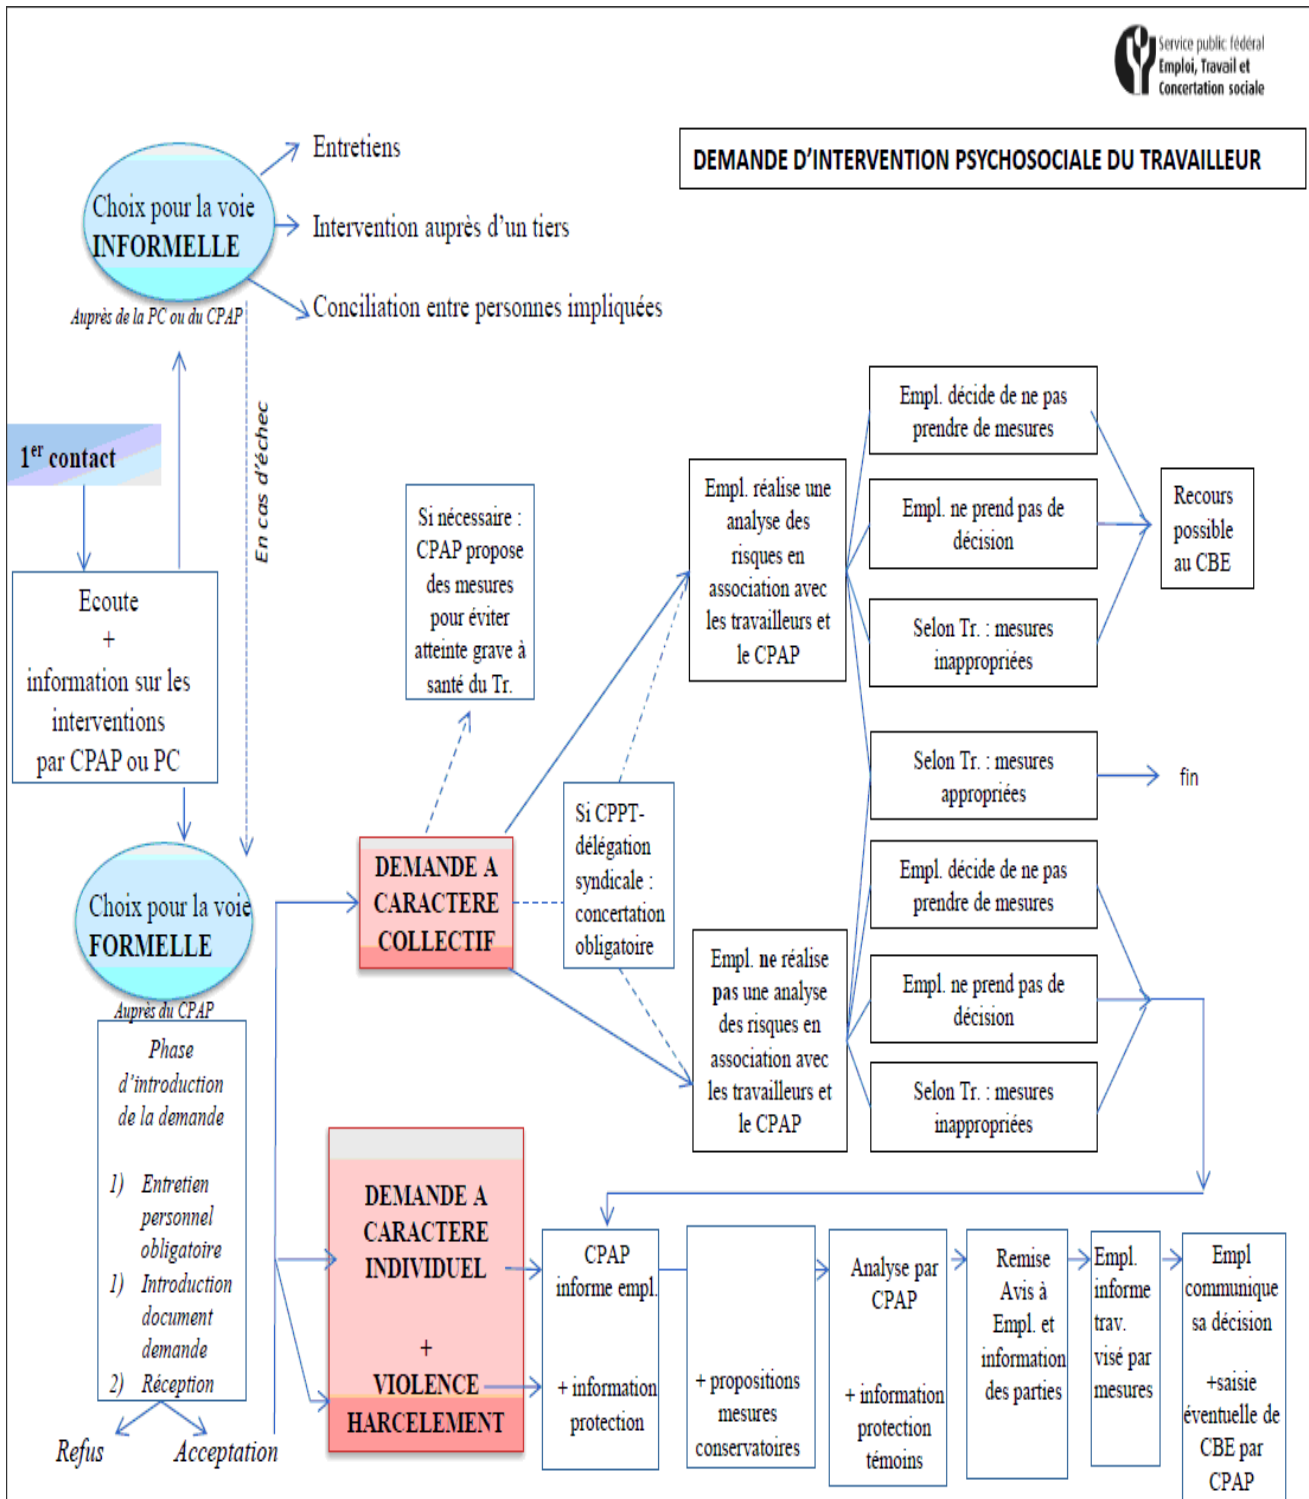 Service public fédéral
Emploi, Travail et
Concertation sociale
DEMANDE D'INTERVENTION PSYCHOSOCIALE DU TRAVAILLEUR
Choix pour la voie
INFORMELLE
Auprès de la PC ou du CPAP
Entretiens
Intervention auprès d'un tiers
Conciliation entre personnes impliquées
En cas d'échec
1er contact
Ecoute
+
information sur les
interventions
par CPAP ou PC
Choix pour la voie
FORMELLE
Auprès du CPAP
Phase
d'introduction
de la demande
1) Entretien
personnel
obligatoire
1) Introduction
document
demande
2) Réception
Refus
Acceptation
Si nécessaire :
CPAP propose
des mesures
pour éviter
atteinte grave à
santé du Tr.
DEMANDE A
CARACTERE
COLLECTIF
Si CPPT-
délégation
syndicale :
concertation
obligatoire
Empl. réalise une
analyse des
risques en
association avec
les travailleurs et
le CPAP
Empl. ne réalise
pas une analyse
des risques en
association avec
les travailleurs et
le CPAP
Empl. décide de ne pas
prendre de mesures
Empl. ne prend pas de
décision
Selon Tr. : mesures
inappropriées
Recours
possible
au CBE
Selon Tr. : mesures
appropriées
fin
Empl. décide de ne pas
prendre de mesures
Empl. ne prend pas de
décision
Selon Tr. : mesures
inappropriées
DEMANDE A
CARACTERE
INDIVIDUEL
+
VIOLENCE
HARCELEMENT
CPAP
informe empl.
+ information
protection
+ propositions
mesures
conservatoires
Analyse par
CPAP
+ information
protection
témoins
Remise
Avis à
Empl. et
information
des parties
Empl.
informe
trav.
visé par
mesures
Empl
communique
sa décision
+saisie
éventuelle de
CBE par
CPAP